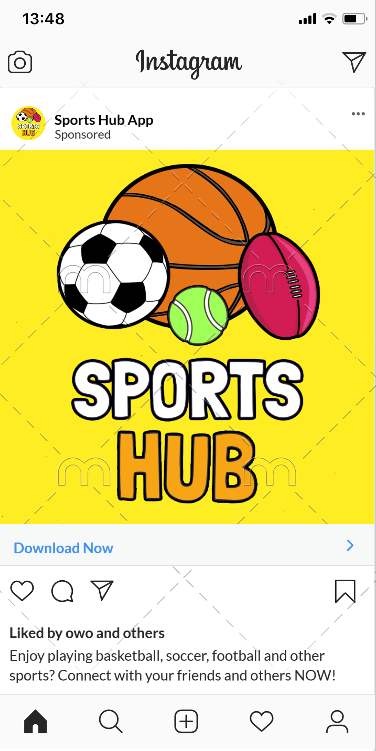 13:48
Instagram
Sports Hub App
Sponsored
SPORTS
HUB
Download Now
Liked by owo and others
Enjoy playing basketball, soccer, football and other
sports? Connect with your friends and others NOW!